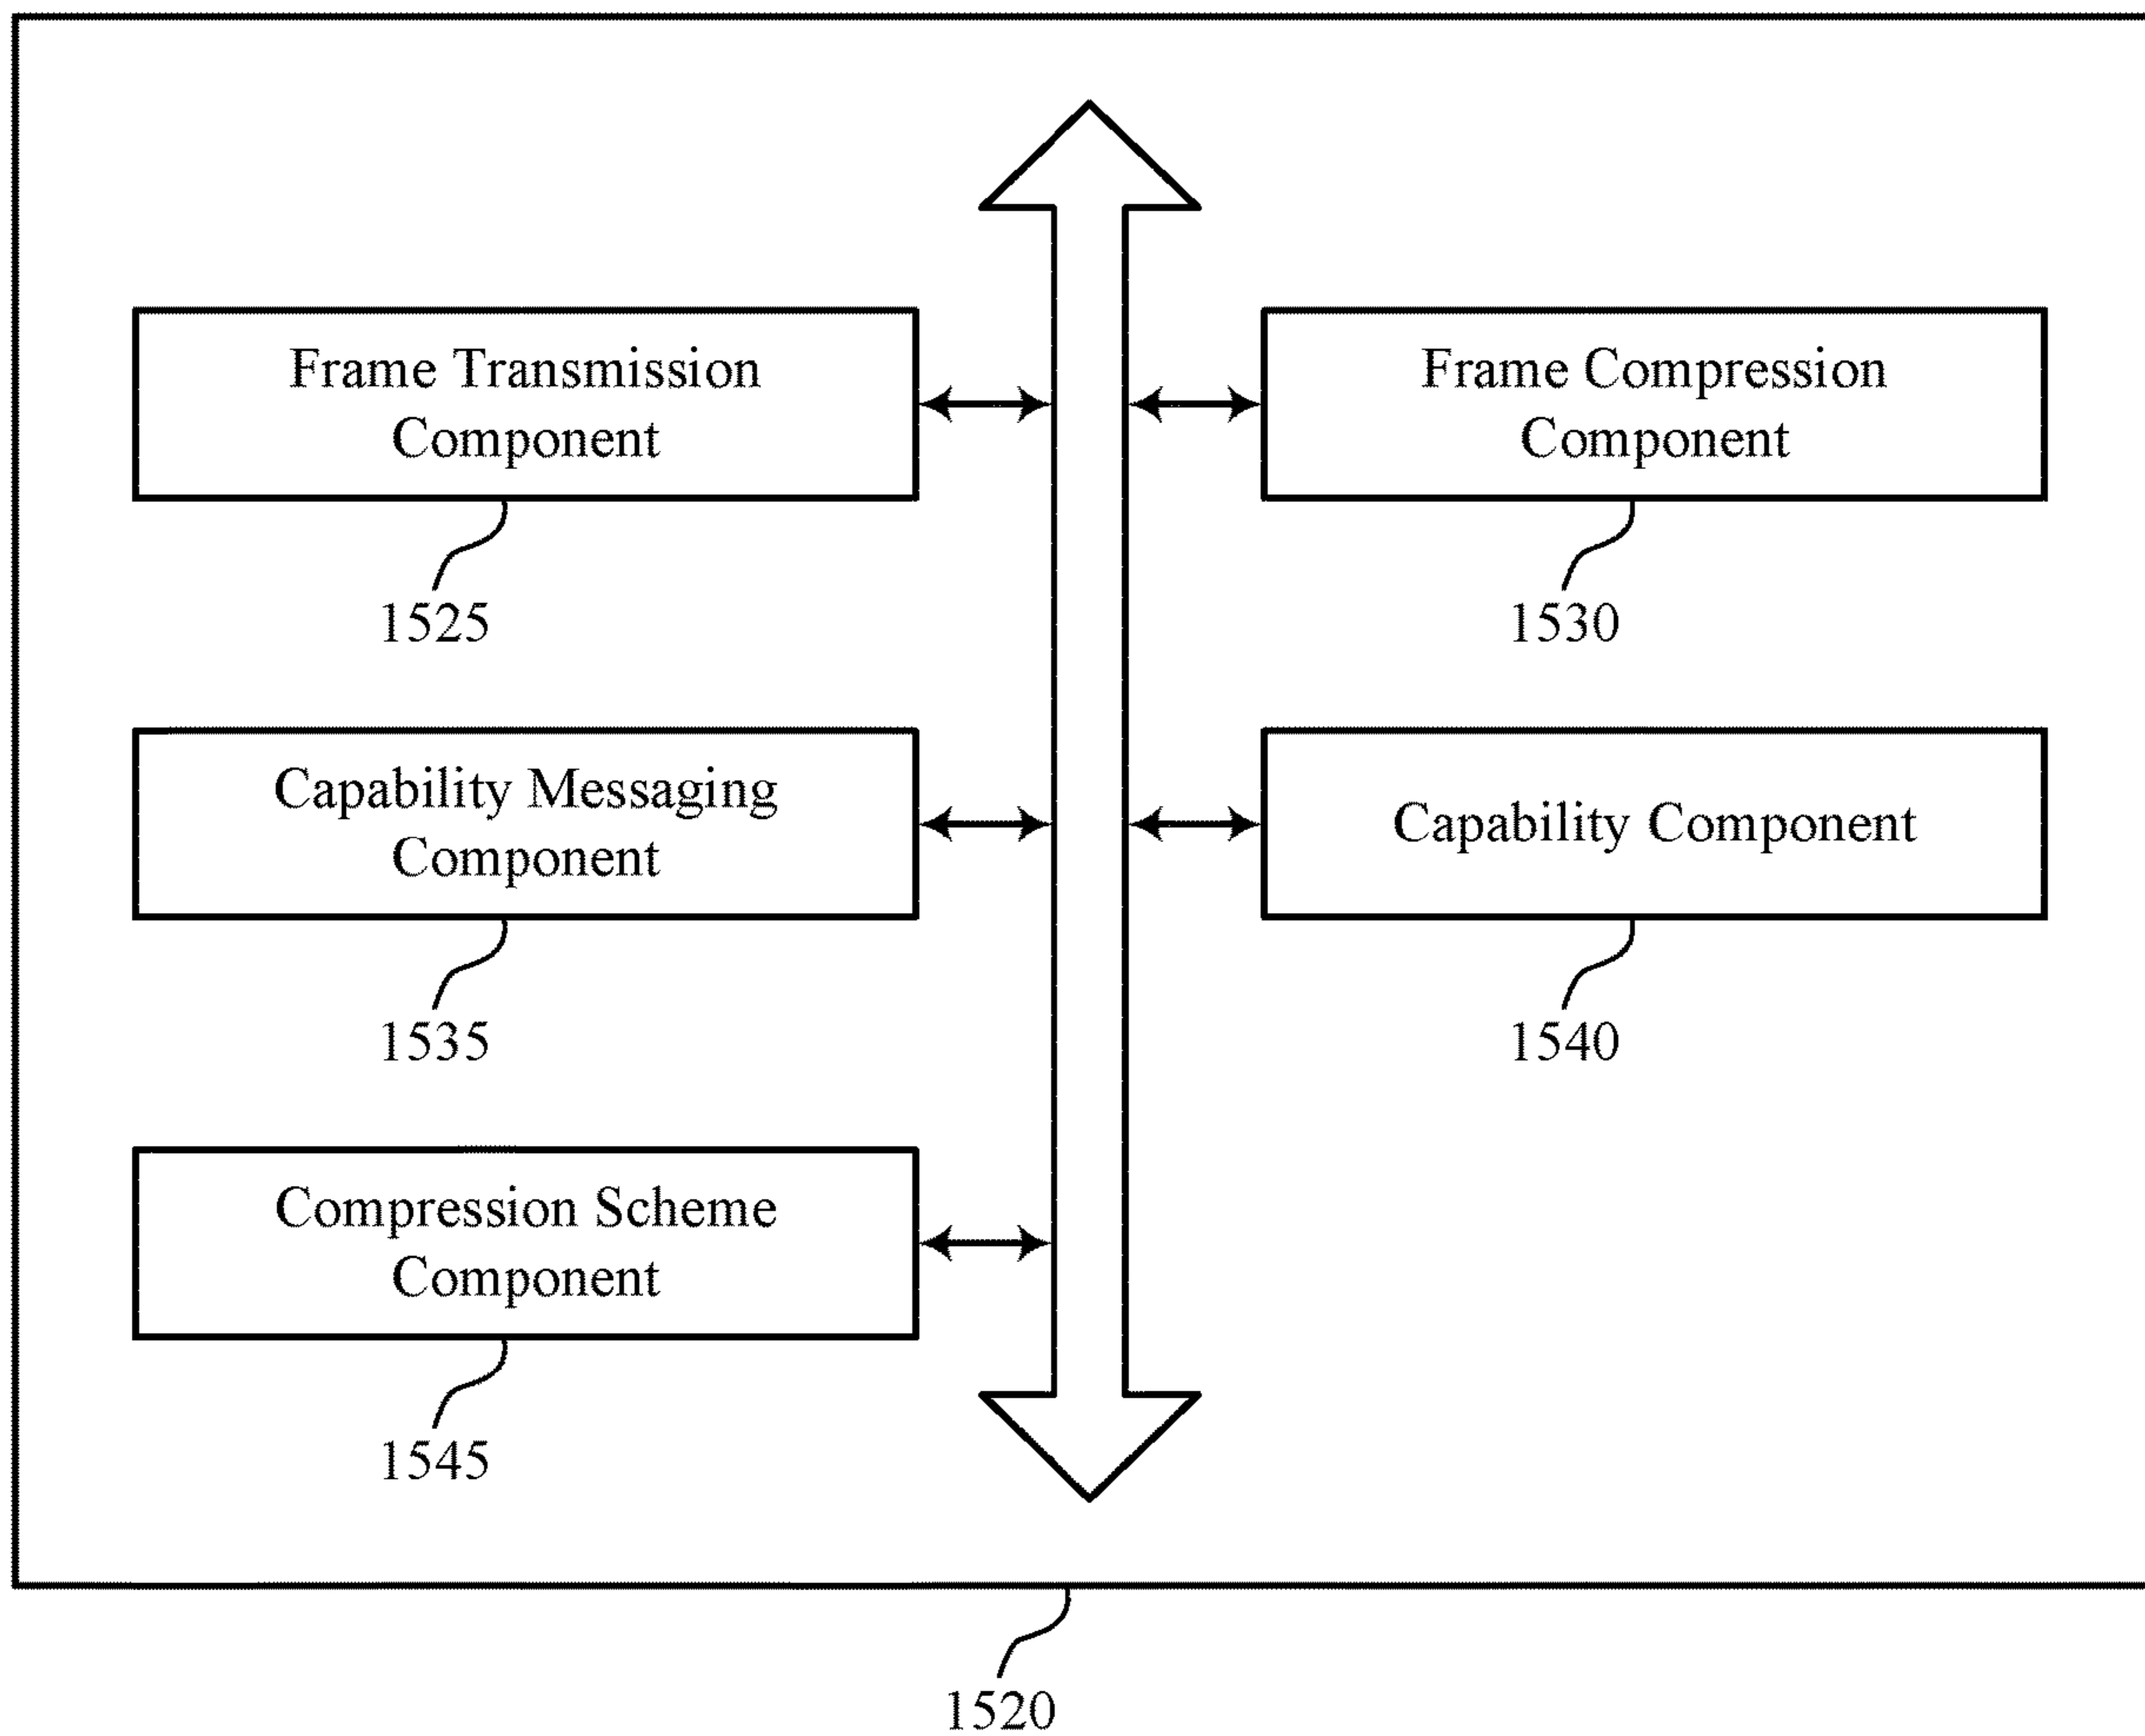 Frame Transmission
Component
1525
Frame Compression
Component
1530
Capability Messaging
Component
1535
Capability Component
1540
Compression Scheme
Component
1545
1520